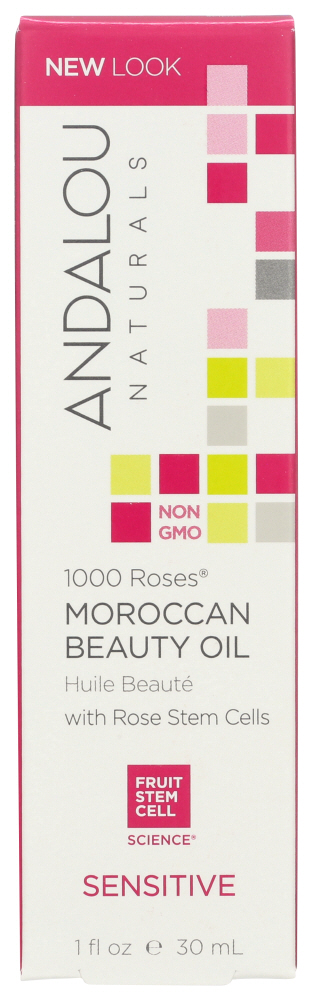 NEW LOOK
ANDALOU
NATURALS
NON
GMO
1000 Roses®
MOROCCAN
BEAUTY OIL
Huile Beauté
with Rose Stem Cells
FRUIT
STEM
CELL
SCIENCE®
SENSITIVE
1 fl oz ℮ 30 mL